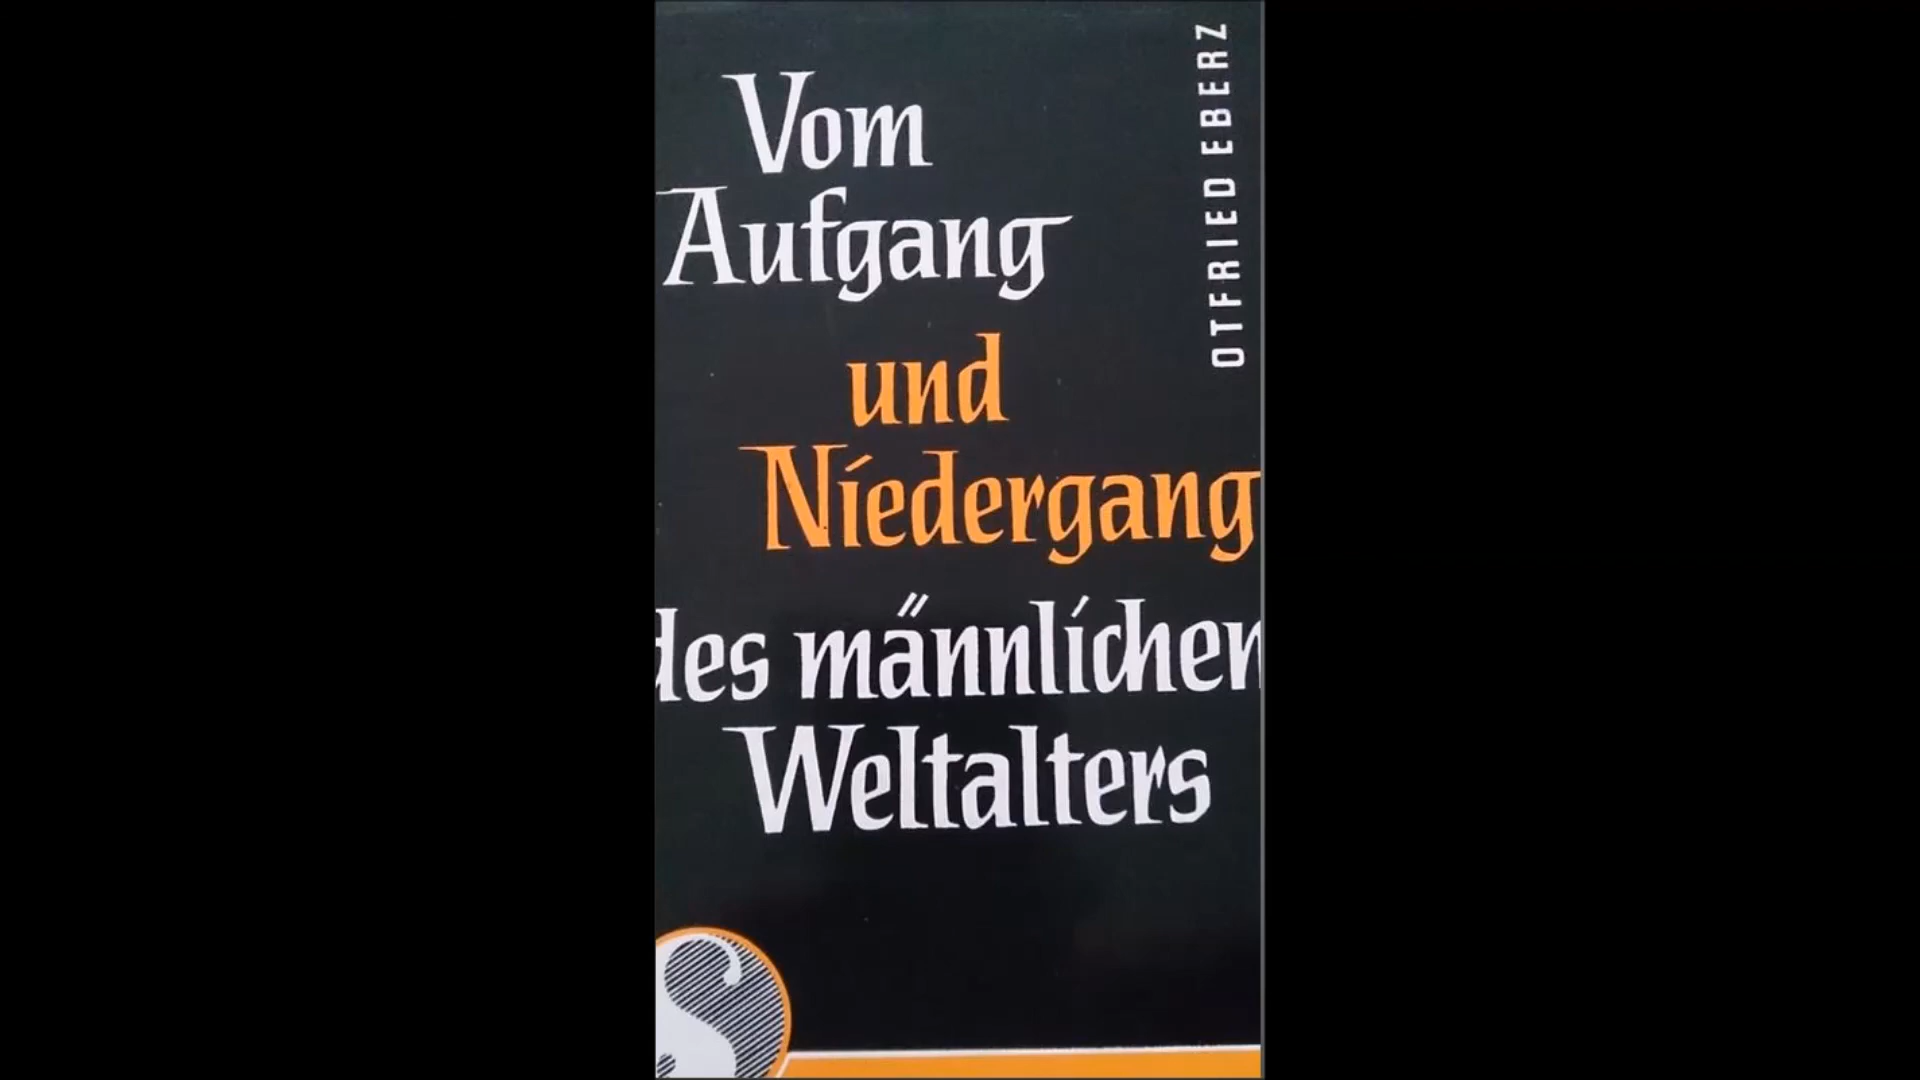 Vom
Aufgang
und
Niedergang
des männlichen
Weltalters
OTFRIED EBERZ